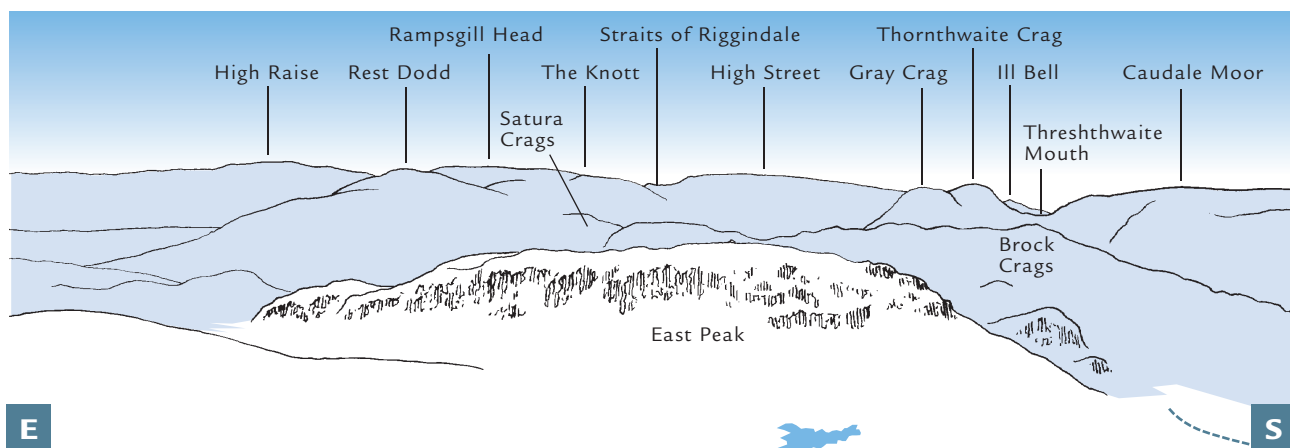 Rampsgill Head
Straits of Riggindale
Thornthwaite Crag
High Raise
Rest Dodd
The Knott
High Street
Gray Crag
Ill Bell
Caudale Moor
Satura
Crags
Threshthwaite
Mouth
Brock
Crags
East Peak
E
S